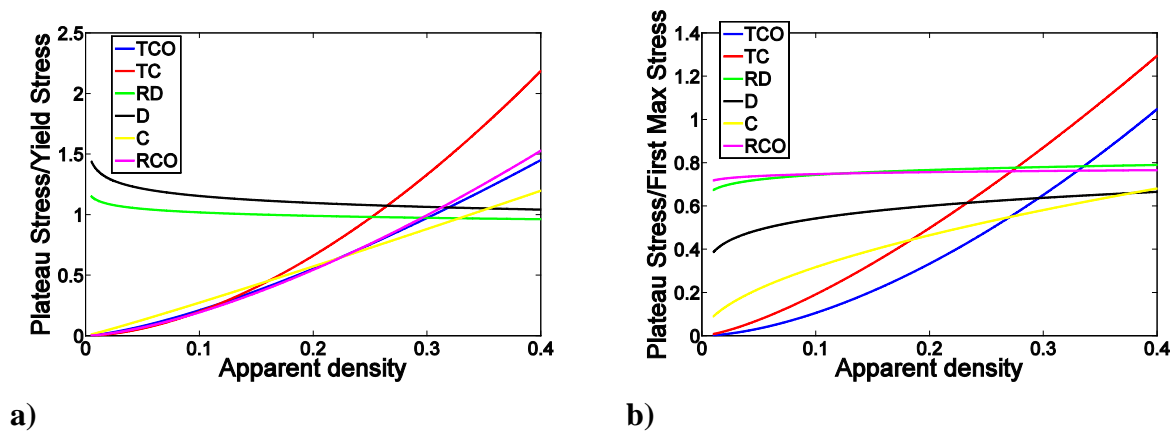 Plateau Stress/Yield Stress
2.5
2
1.5
1
0.5
0
TCO
TC
RD
D
C
RCO
0
0.1
0.2
0.3
0.4
Apparent density
a)
Plateau Stress/First Max Stress
1.4
1.2
1
0.8
0.6
0.4
0.2
0
TCO
TC
RD
D
C
RCO
0
0.1
0.2
0.3
0.4
Apparent density
b)